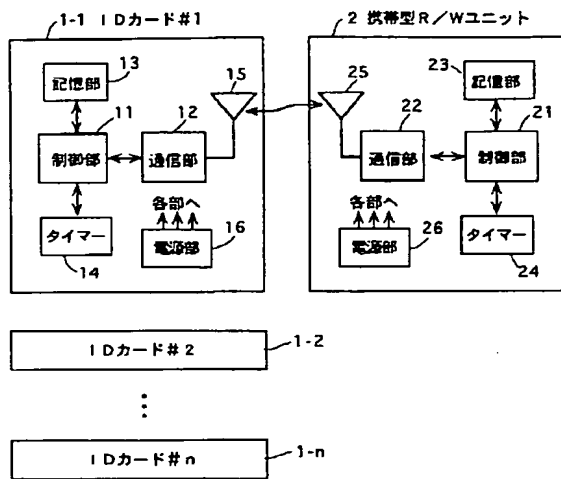 1-1 IDカード#1
13
記憶部
15
11
12
制御部
通信部
各部へ
タイマー
電源部
16
14
2 携帯型R/Wユニット
25
23
記憶部
22
21
通信部
制御部
各部へ
電源部
26
タイマー
24
IDカード#2
1-2
⋮
IDカード#n
1-n